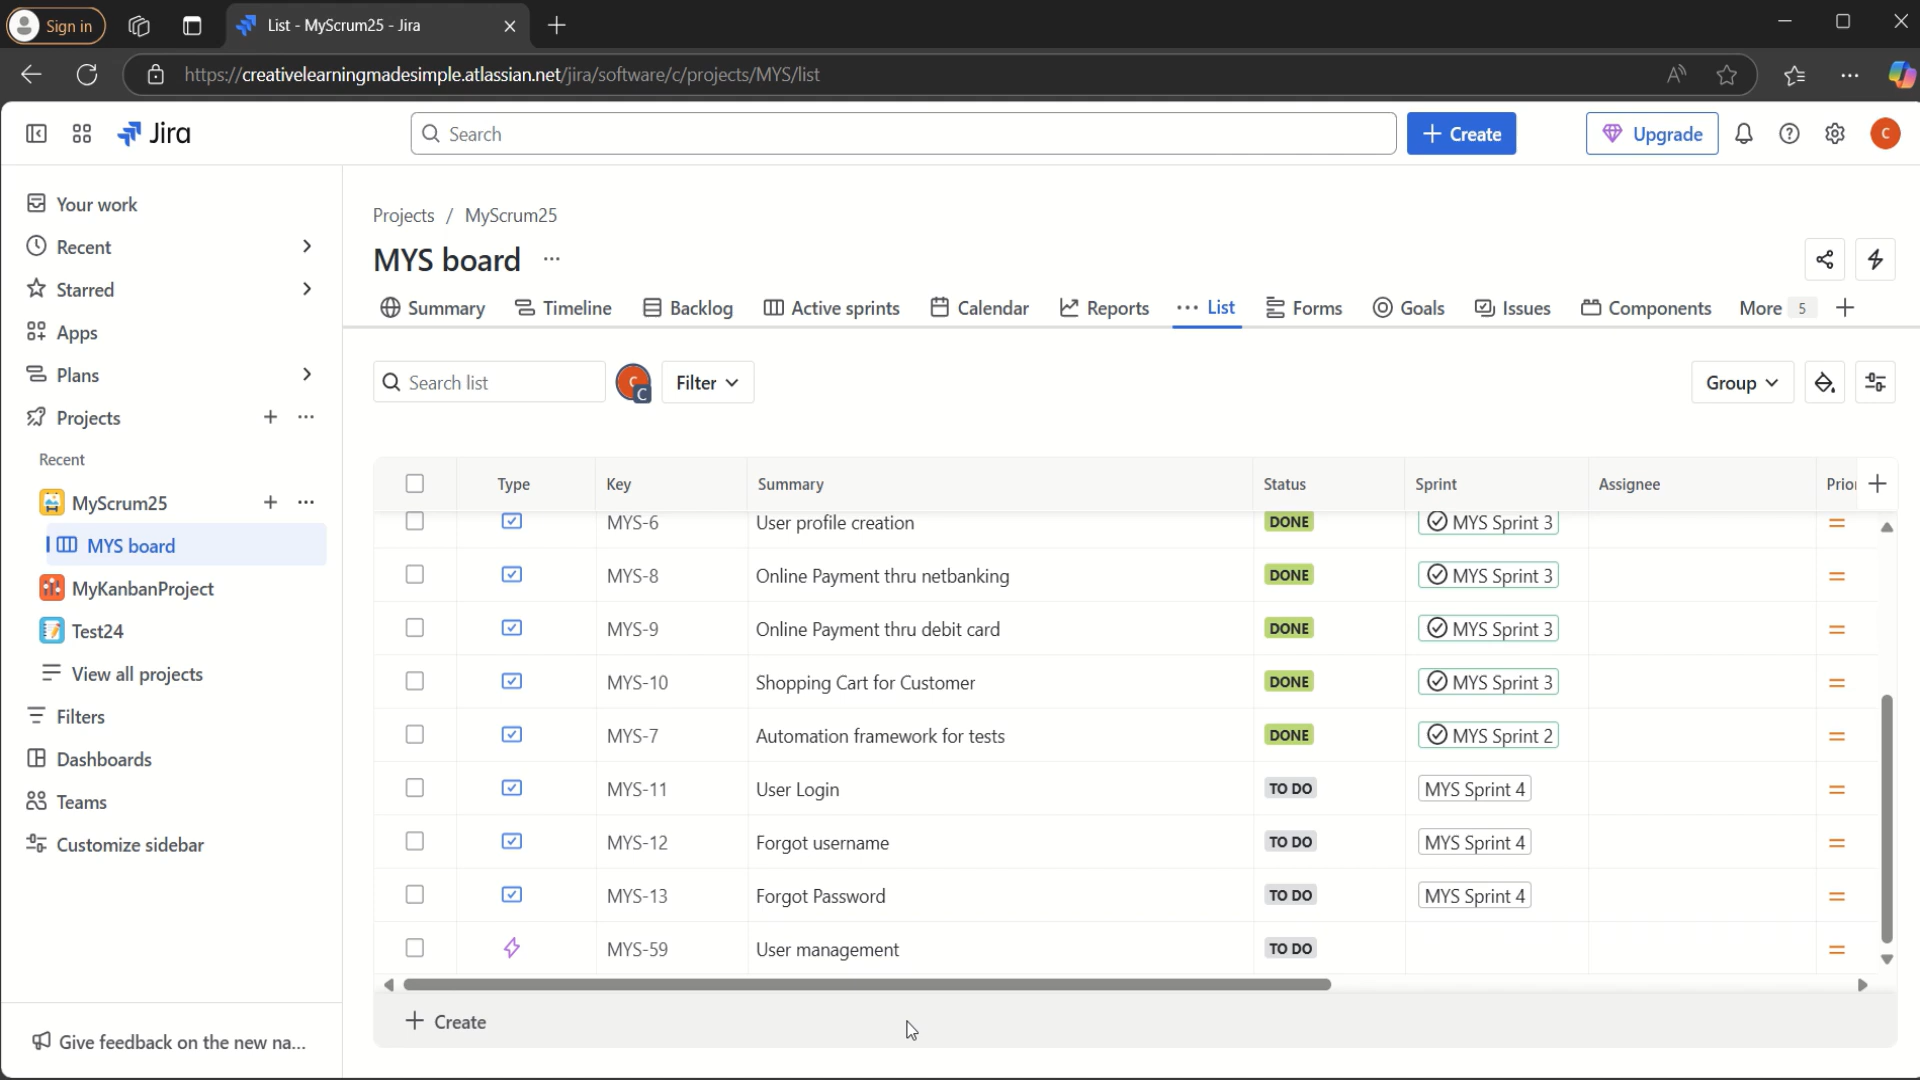 Sign in
List - MyScrum25 - Jira
https://creativelearningmadesimple.atlassian.net/jira/software/c/projects/MYS/list
Jira
Search
+ Create
Upgrade
C
Your work
Recent
Starred
Apps
Plans
Projects
Recent
MyScrum25
MYS board
MyKanbanProject
Test24
View all projects
Filters
Dashboards
Teams
Customize sidebar
Give feedback on the new na...
Projects / MyScrum25
MYS board
Summary Timeline Backlog Active sprints Calendar Reports List Forms Goals Issues Components More 5
Search list C C Filter Group
Type Key Summary Status Sprint Assignee Prior
MYS-6 User profile creation DONE MYS Sprint 3
MYS-8 Online Payment thru netbanking DONE MYS Sprint 3
MYS-9 Online Payment thru debit card DONE MYS Sprint 3
MYS-10 Shopping Cart for Customer DONE MYS Sprint 3
MYS-7 Automation framework for tests DONE MYS Sprint 2
MYS-11 User Login TO DO MYS Sprint 4
MYS-12 Forgot username TO DO MYS Sprint 4
MYS-13 Forgot Password TO DO MYS Sprint 4
MYS-59 User management TO DO
+ Create